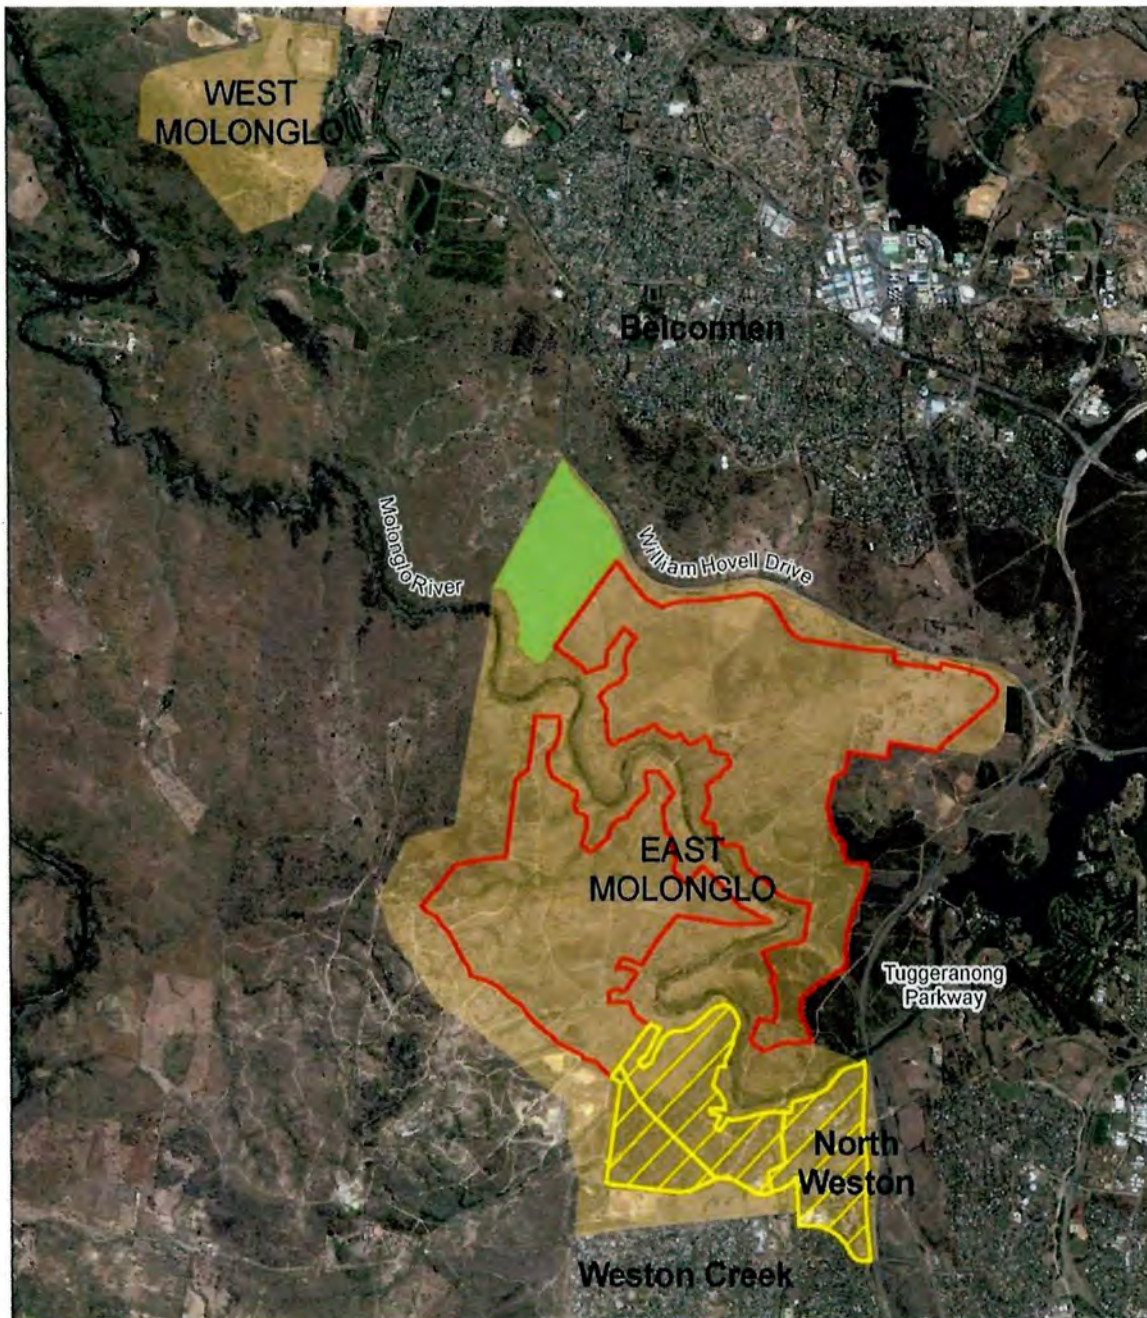 WEST
MOLONGLO
Belconnen
Molonglo River
William Hovell Drive
EAST
MOLONGLO
Tuggeranong
Parkway
North
Weston
Weston Creek